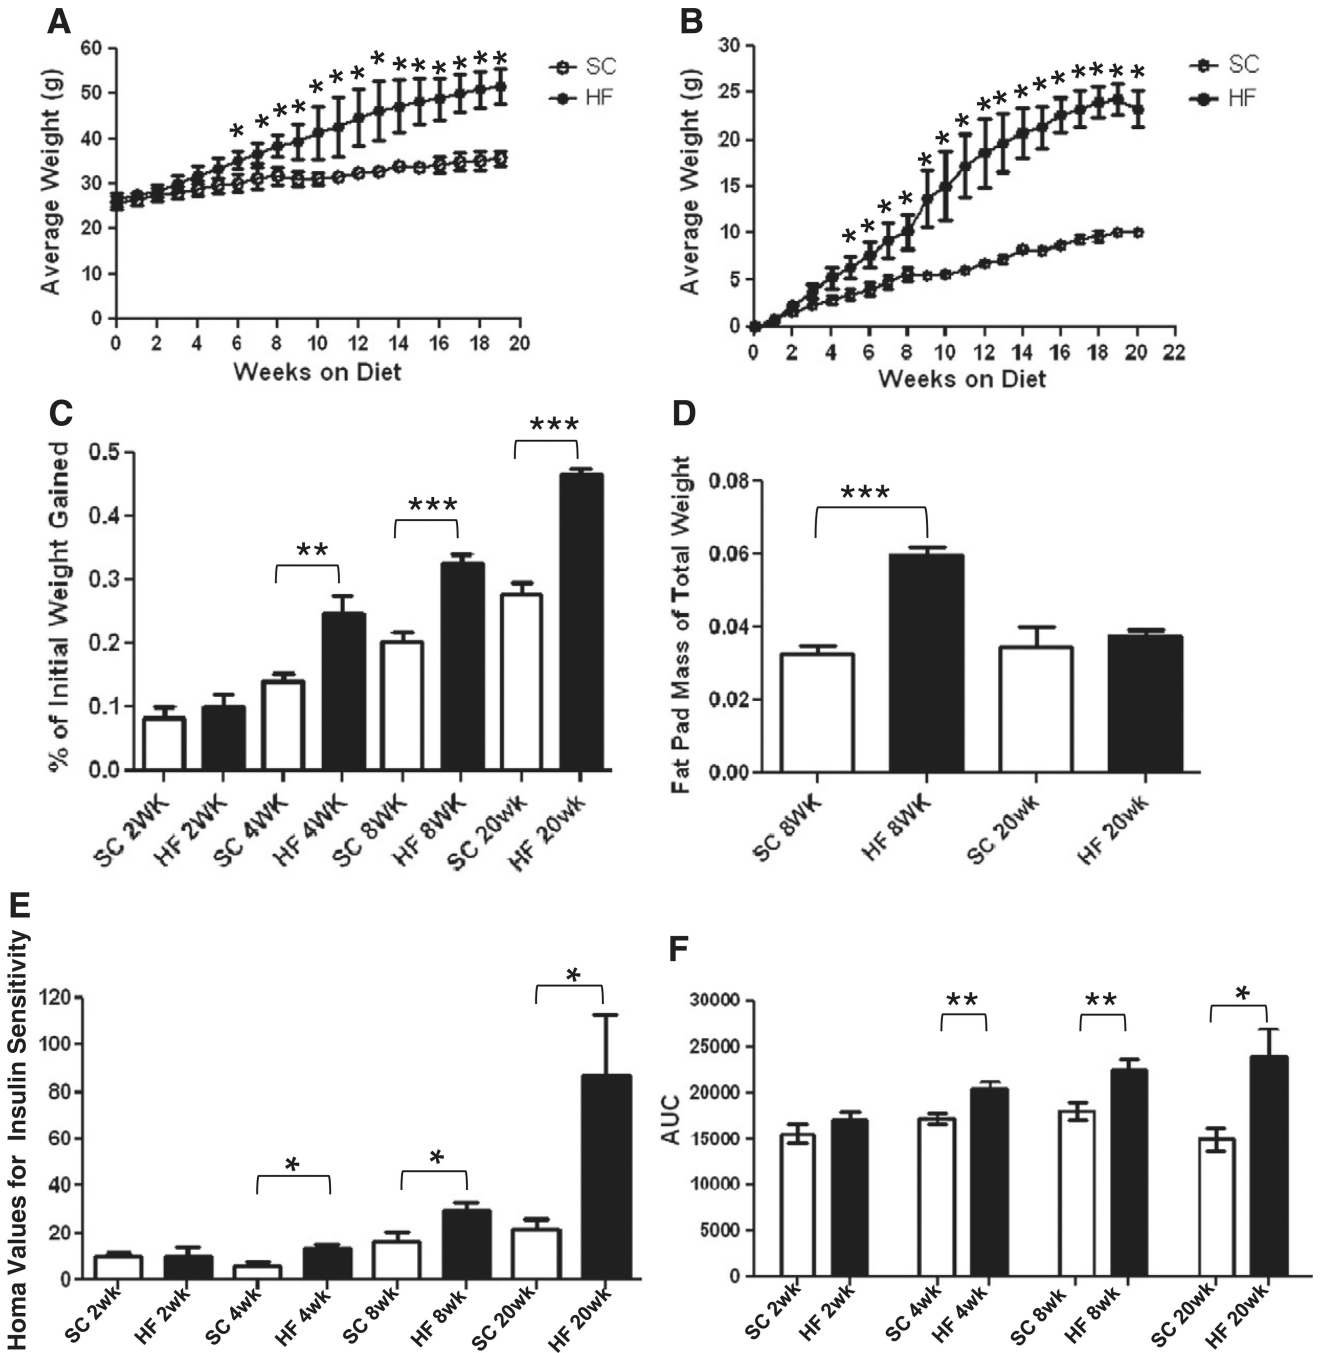 A
Average Weight (g)
60
50
40
30
20
10
0
* * * * * * * * * * * * * *
SC
HF
0 2 4 6 8 10 12 14 16 18 20
Weeks on Diet
B
Average Weight (g)
30
25
20
15
10
5
0
* * * * * * * * * * * * * * * *
SC
HF
0 2 4 6 8 10 12 14 16 18 20 22
Weeks on Diet
C
% of Initial Weight Gained
0.5
0.4
0.3
0.2
0.1
0.0
**
***
***
SC 2WK
HF 2WK
SC 4WK
HF 4WK
SC 8WK
HF 8WK
SC 20wk
HF 20wk
D
Fat Pad Mass of Total Weight
0.08
0.06
0.04
0.02
0.00
***
SC 8WK
HF 8WK
SC 20wk
HF 20wk
E
Homa Values for Insulin Sensitivity
120
100
80
60
40
20
0
*
*
*
SC 2wk
HF 2wk
SC 4wk
HF 4wk
SC 8wk
HF 8wk
SC 20wk
HF 20wk
F
AUC
30000
25000
20000
15000
10000
5000
0
**
**
*
SC 2wk
HF 2wk
SC 4wk
HF 4wk
SC 8wk
HF 8wk
SC 20wk
HF 20wk